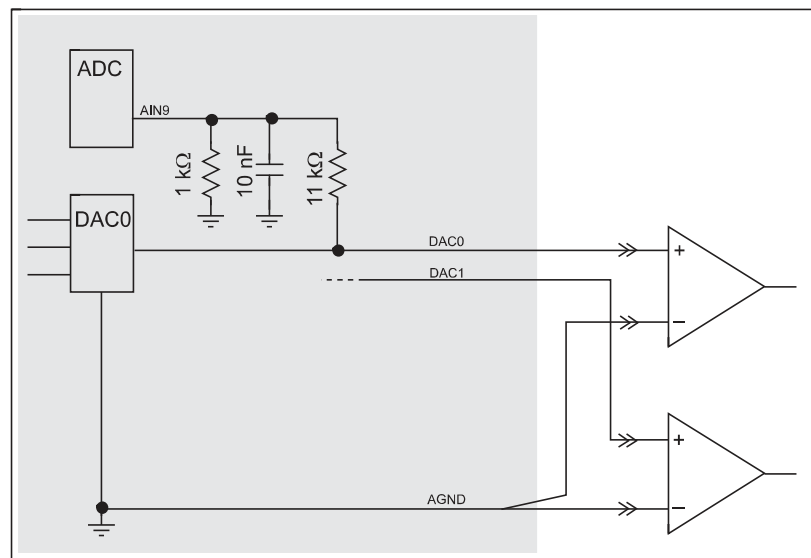 ADC
AIN9
1 kΩ
10 nF
11 kΩ
DAC0
DAC0
+
DAC1
−
+
AGND
−